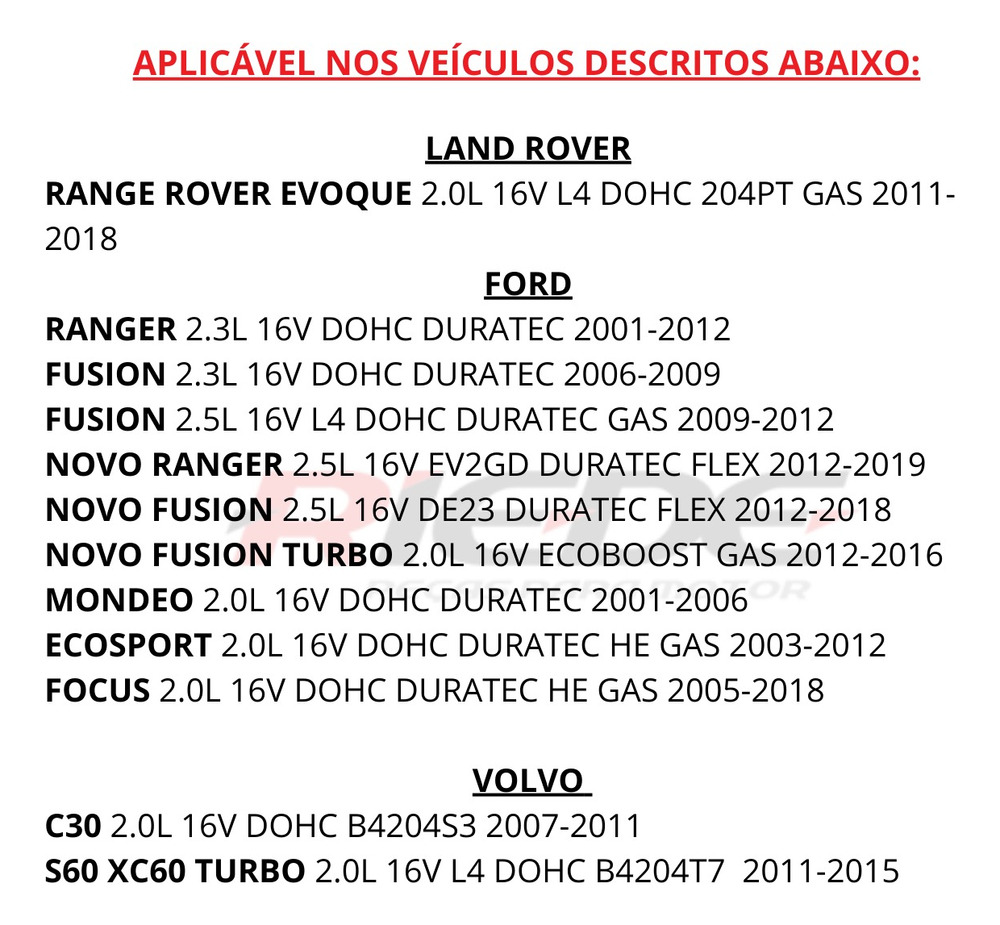 APLICÁVEL NOS VEÍCULOS DESCRITOS ABAIXO:
LAND ROVER
RANGE ROVER EVOQUE 2.0L 16V L4 DOHC 204PT GAS 2011-
2018
FORD
RANGER 2.3L 16V DOHC DURATEC 2001-2012
FUSION 2.3L 16V DOHC DURATEC 2006-2009
FUSION 2.5L 16V L4 DOHC DURATEC GAS 2009-2012
NOVO RANGER 2.5L 16V EV2GD DURATEC FLEX 2012-2019
NOVO FUSION 2.5L 16V DE23 DURATEC FLEX 2012-2018
NOVO FUSION TURBO 2.0L 16V ECOBOOST GAS 2012-2016
MONDEO 2.0L 16V DOHC DURATEC 2001-2006
ECOSPORT 2.0L 16V DOHC DURATEC HE GAS 2003-2012
FOCUS 2.0L 16V DOHC DURATEC HE GAS 2005-2018
VOLVO
C30 2.0L 16V DOHC B4204S3 2007-2011
S60 XC60 TURBO 2.0L 16V L4 DOHC B4204T7 2011-2015